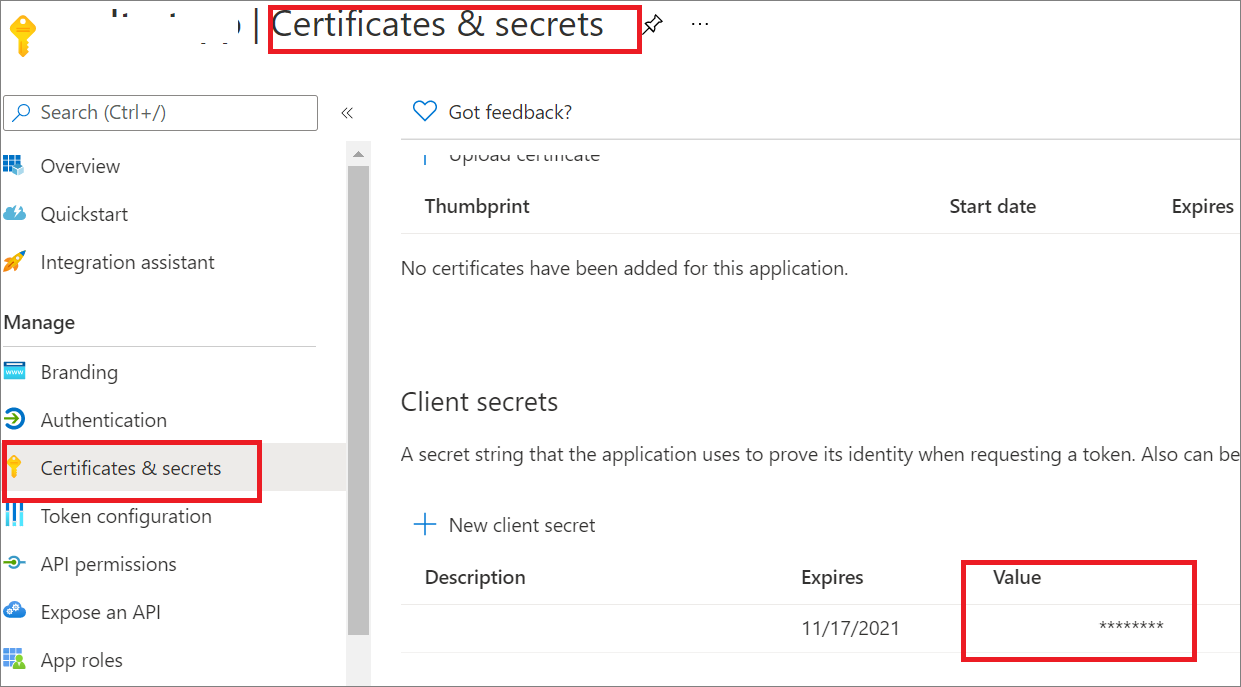 | Certificates & secrets ...
Search (Ctrl+/)
«
Got feedback?
Overview
Quickstart
Integration assistant
Manage
Branding
Authentication
Certificates & secrets
Token configuration
API permissions
Expose an API
App roles
Upload certificate
Thumbprint Start date Expires
No certificates have been added for this application.
Client secrets
A secret string that the application uses to prove its identity when requesting a token. Also can be
New client secret
Description Expires Value
11/17/2021 ********